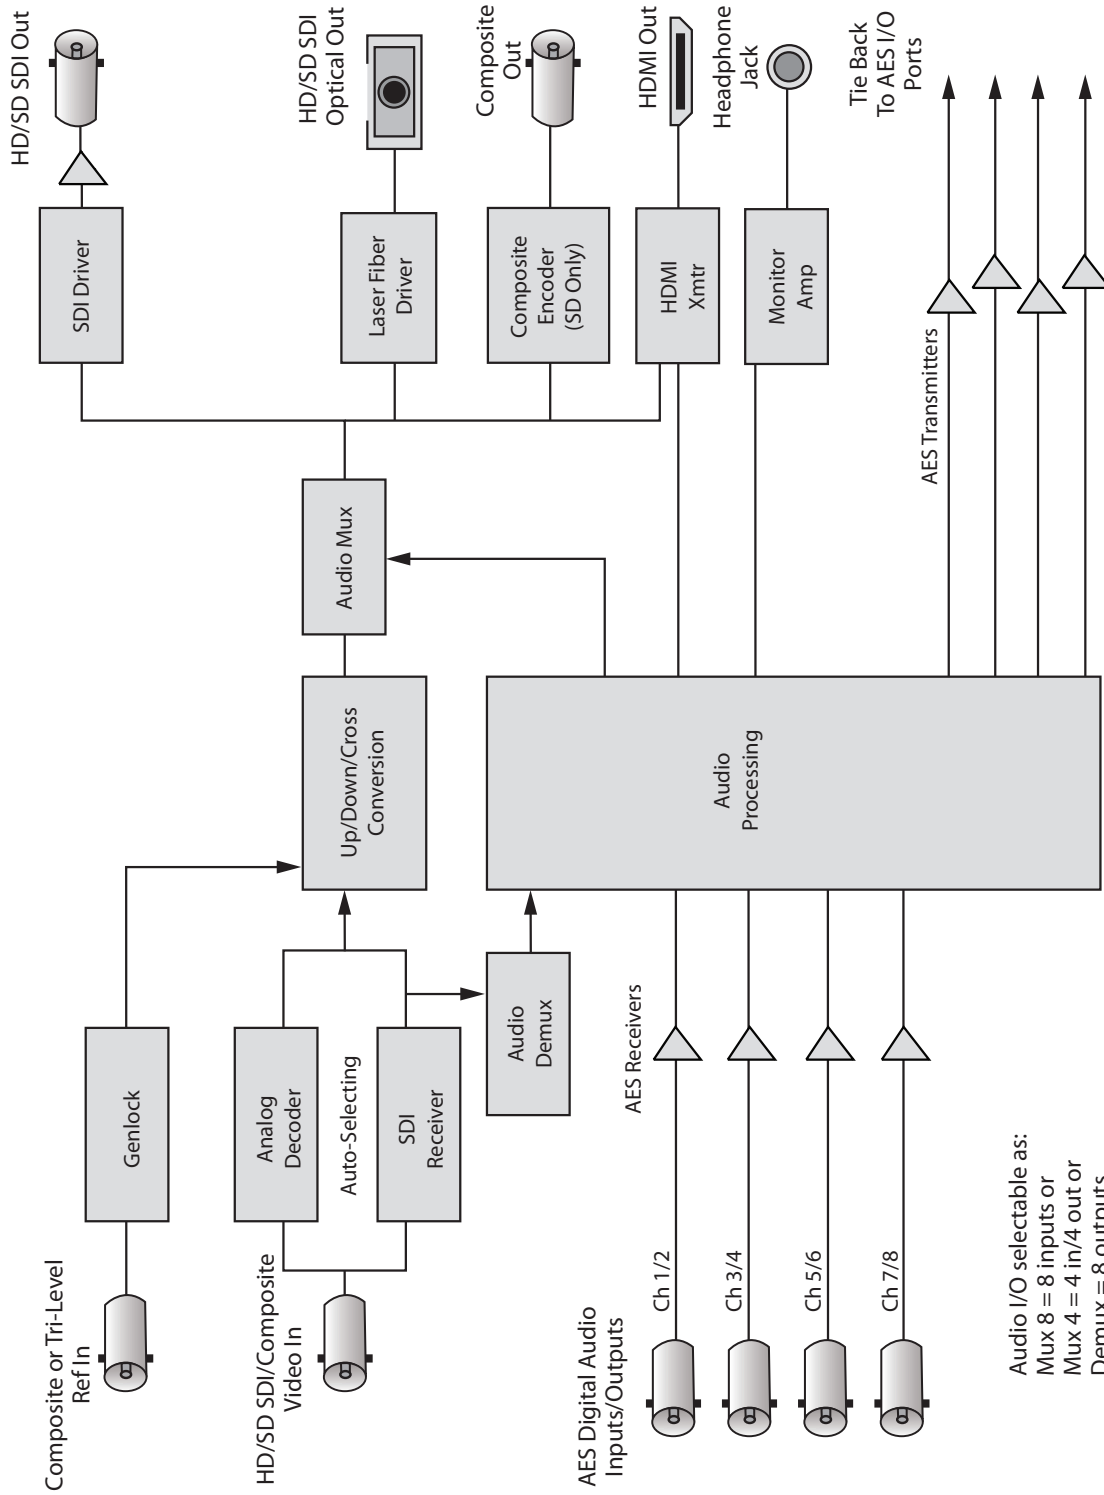 Composite or Tri-Level
Ref In
Genlock
HD/SD SDI/Composite
Video In
Analog
Decoder
Auto-Selecting
SDI
Receiver
Audio
Demux
Up/Down/Cross
Conversion
Audio Mux
SDI Driver
HD/SD SDI Out
Laser Fiber
Driver
HD/SD SDI
Optical Out
Composite
Encoder
(SD Only)
Composite
Out
HDMI
Xmtr
HDMI Out
Monitor
Amp
Headphone
Jack
AES Digital Audio
Inputs/Outputs
Ch 1/2
Ch 3/4
Ch 5/6
Ch 7/8
AES Receivers
Audio
Processing
AES Transmitters
Tie Back
To AES I/O
Ports
Audio I/O selectable as:
Mux 8 = 8 inputs or
Mux 4 = 4 in/4 out or
Demux = 8 outputs